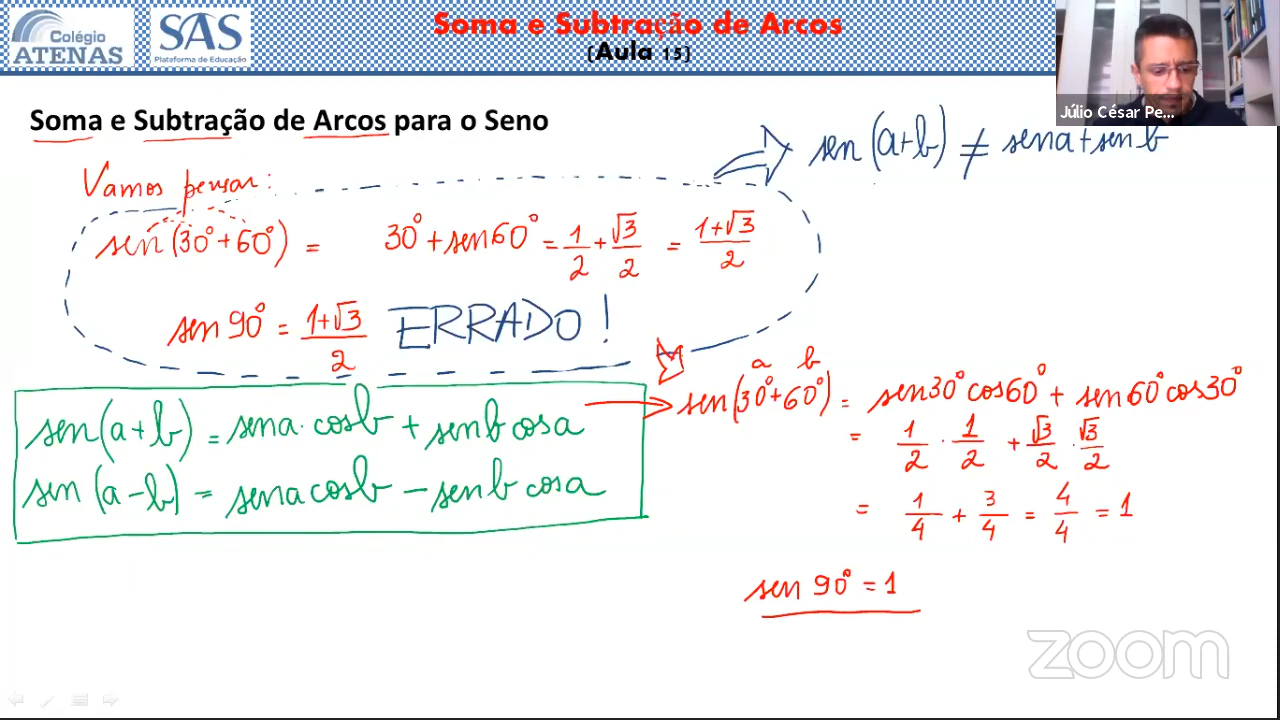 Colégio
ATENAS
SAS
Plataforma de Educação
Soma e Subtração de Arcos
(Aula 15)
Júlio César Pe...
Soma e Subtração de Arcos para o Seno
sen(a+b) ≠ sena+senb
Vamos pensar:
sen(30°+60°) = 30°+sen60° = 1/2 + √3/2 = (1+√3)/2
sen 90° = (1+√3)/2 ERRADO!
sen(a+b) = sena.cosb + senb cosa
sen(a-b) = sena cosb - senb cosa
a b
sen(30°+60°) = sen30° cos60° + sen60° cos30°
= 1/2 . 1/2 + √3/2 . √3/2
= 1/4 + 3/4 = 4/4 = 1
sen 90° = 1
zoom